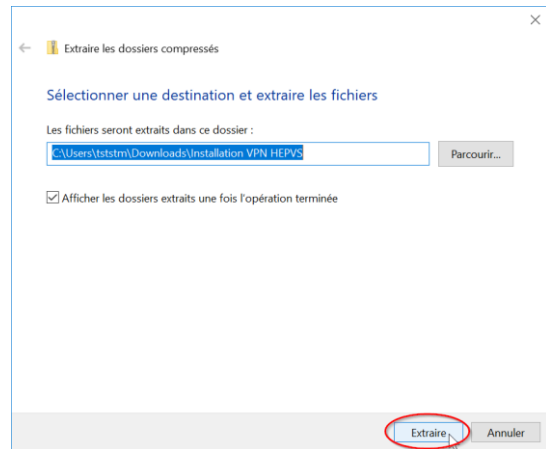 Extraire les dossiers compressés
Sélectionner une destination et extraire les fichiers
Les fichiers seront extraits dans ce dossier :
C:\Users\tststm\Downloads\Installation VPN HEPVS
Parcourir...
Afficher les dossiers extraits une fois l'opération terminée
Extraire
Annuler